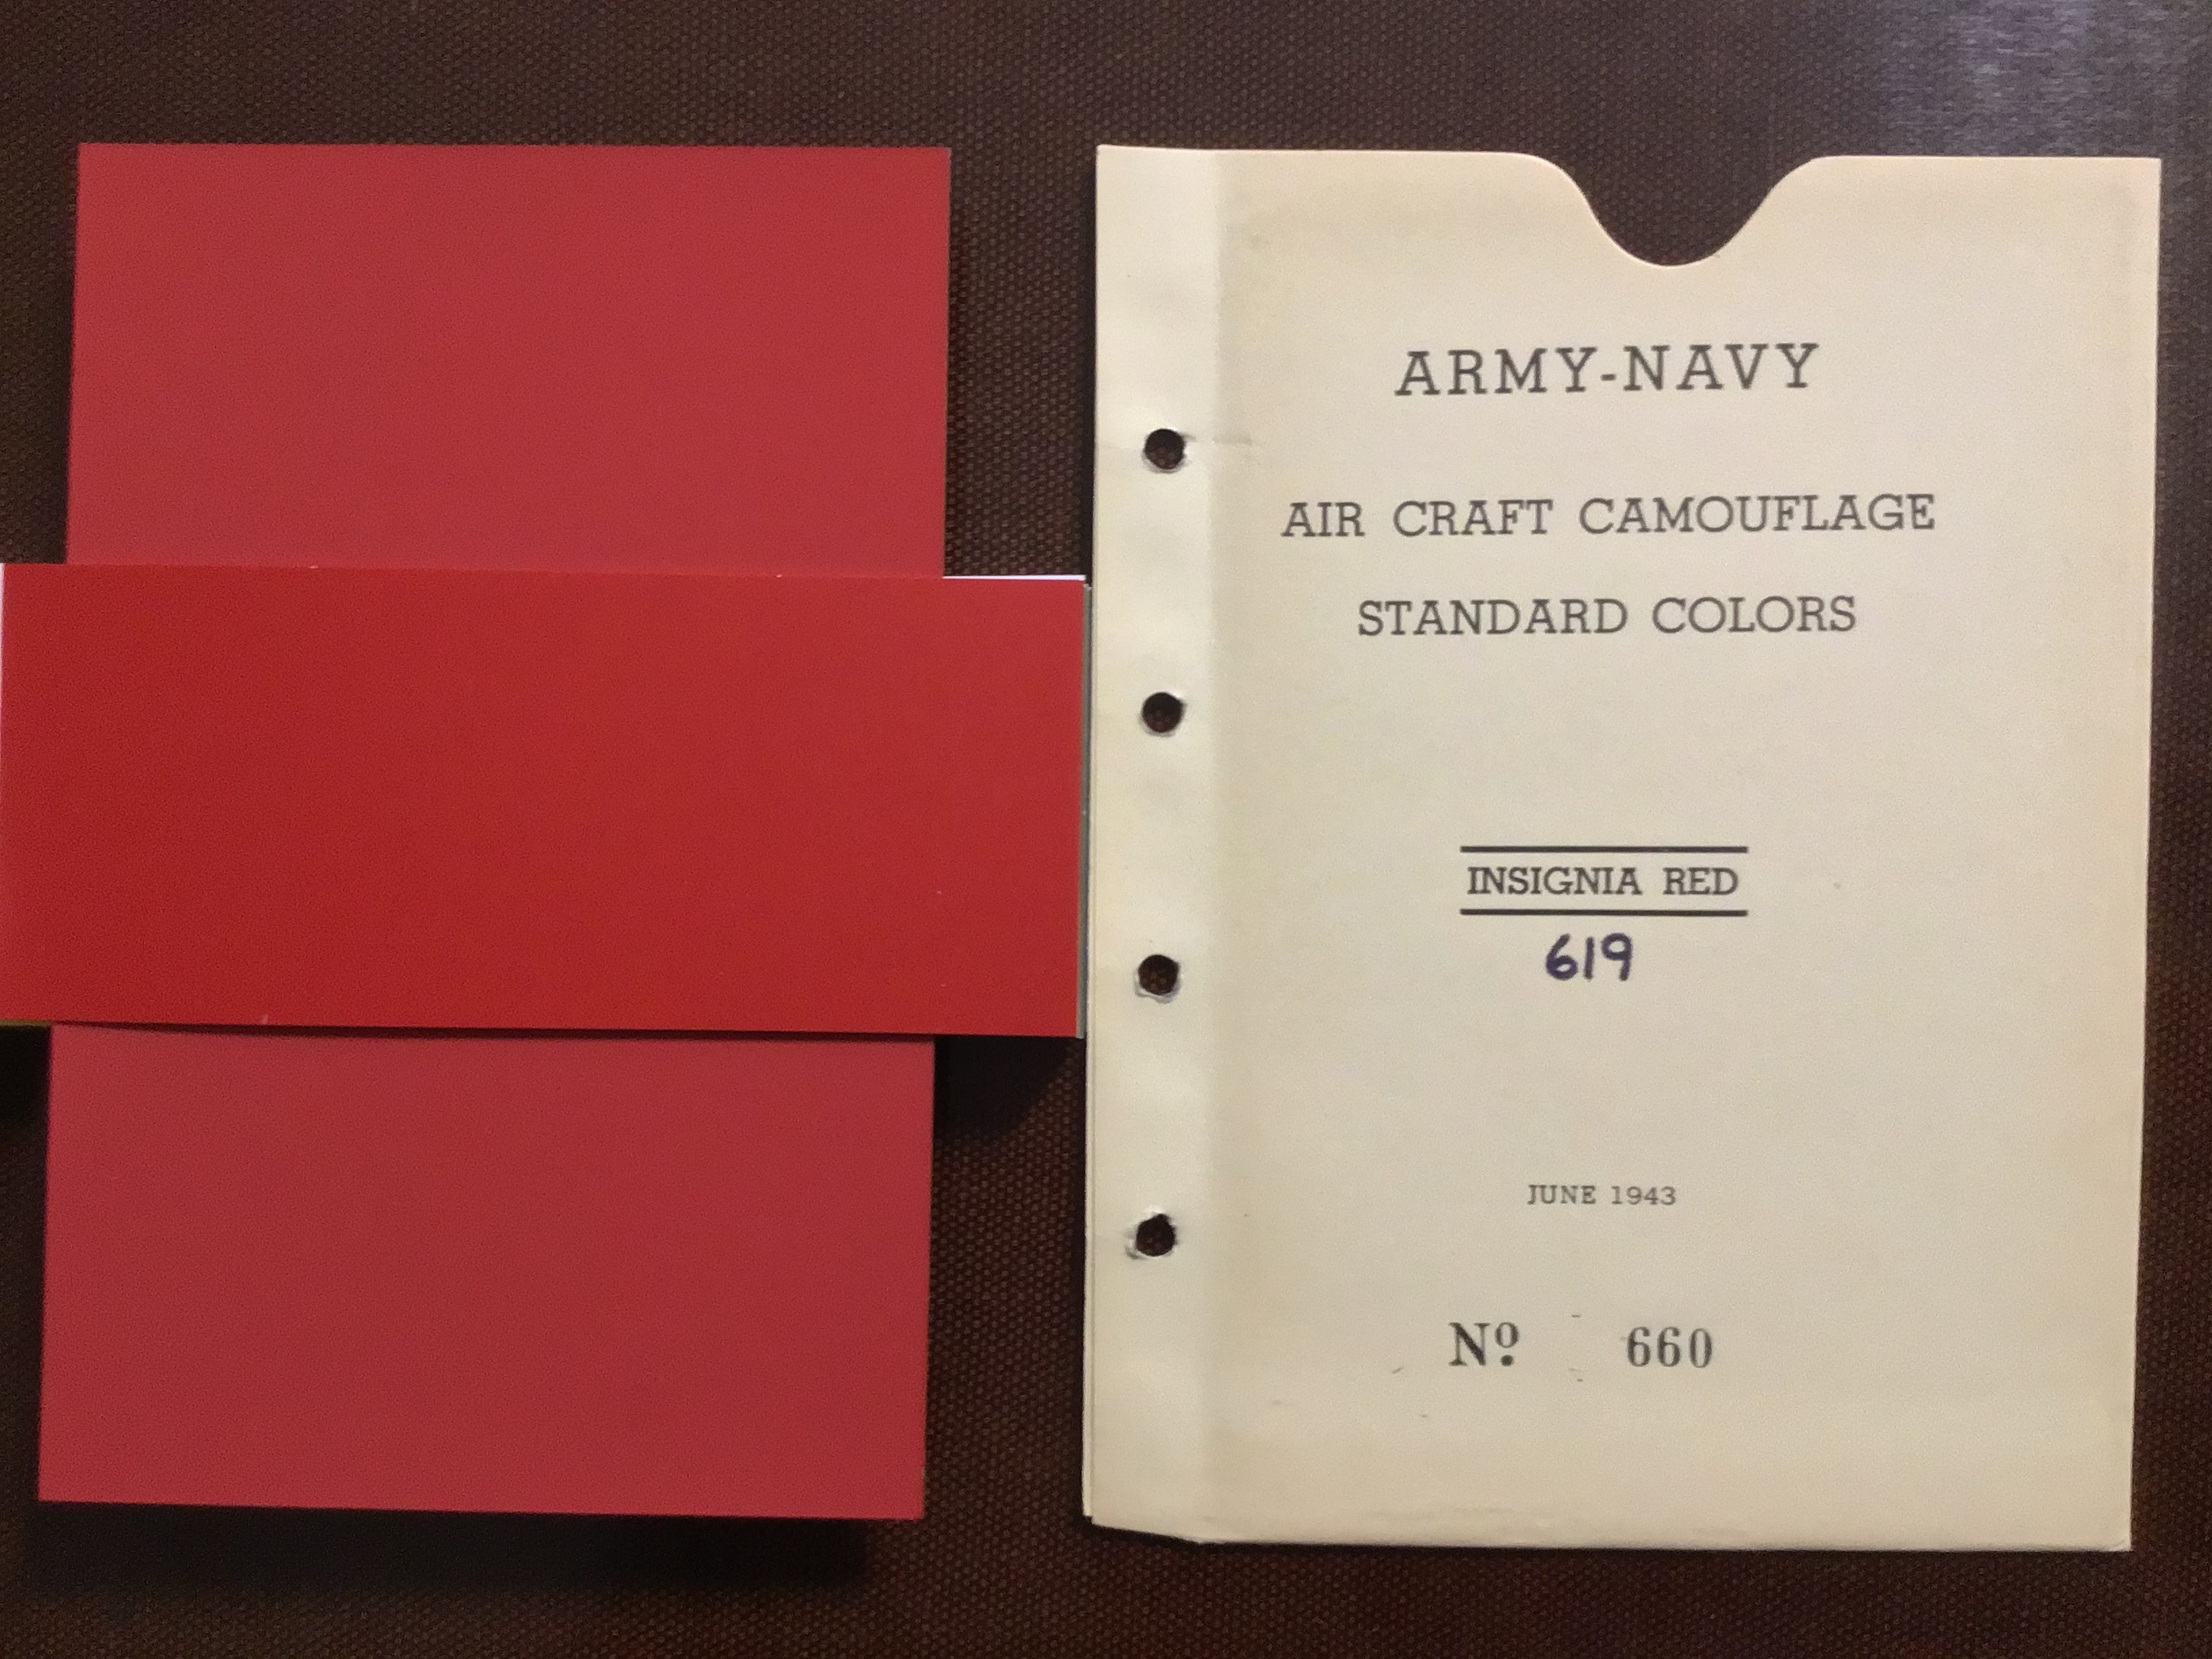 ARMY-NAVY
AIR CRAFT CAMOUFLAGE
STANDARD COLORS
INSIGNIA RED
619
JUNE 1943
Nº 660